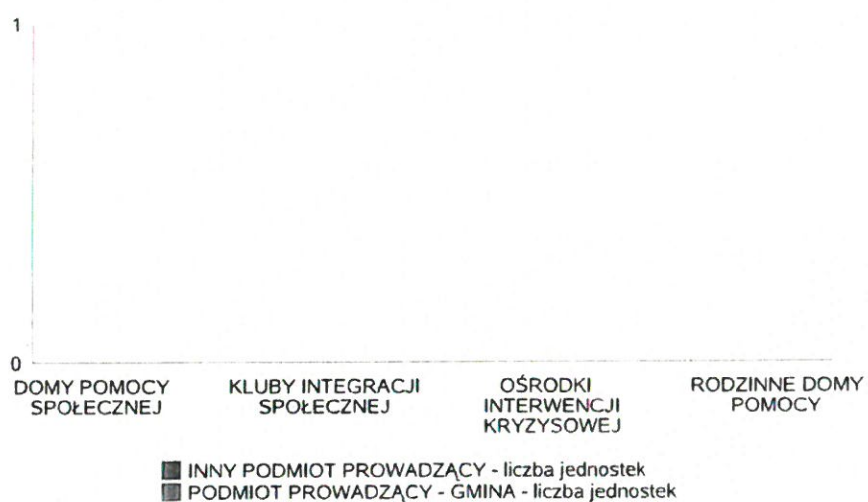 1
0
DOMY POMOCY SPOŁECZNEJ
KLUBY INTEGRACJI SPOŁECZNEJ
OŚRODKI INTERWENCJI KRYZYSOWEJ
RODZINNE DOMY POMOCY
INNY PODMIOT PROWADZĄCY - liczba jednostek
PODMIOT PROWADZĄCY - GMINA - liczba jednostek